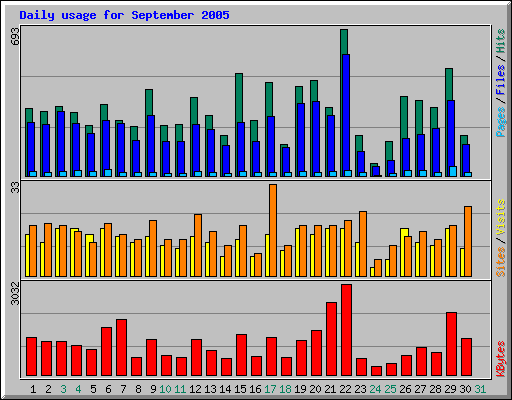 Daily usage for September 2005
693
Pages / Files / Hits
33
Sites / Visits
3032
KBytes
1 2 3 4 5 6 7 8 9 10 11 12 13 14 15 16 17 18 19 20 21 22 23 24 25 26 27 28 29 30 31